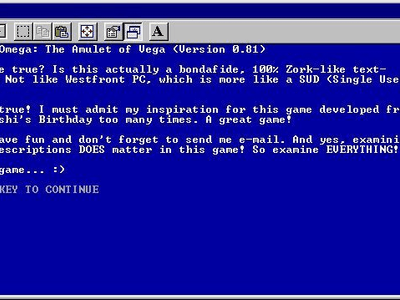 A
Omega: The Amulet of Vega (Version 0.81)
e true? Is this actually a bondafide, 100% Zork-like text-
Not like Westfront PC, which is more like a SUD (Single Use
true! I must admit my inspiration for this game developed fr
shi's Birthday too many times. A great game!
ave fun and don't forget to send me e-mail. And yes, examini
escriptions DOES matter in this game! So examine EVERYTHING!
game... :)
KEY TO CONTINUE